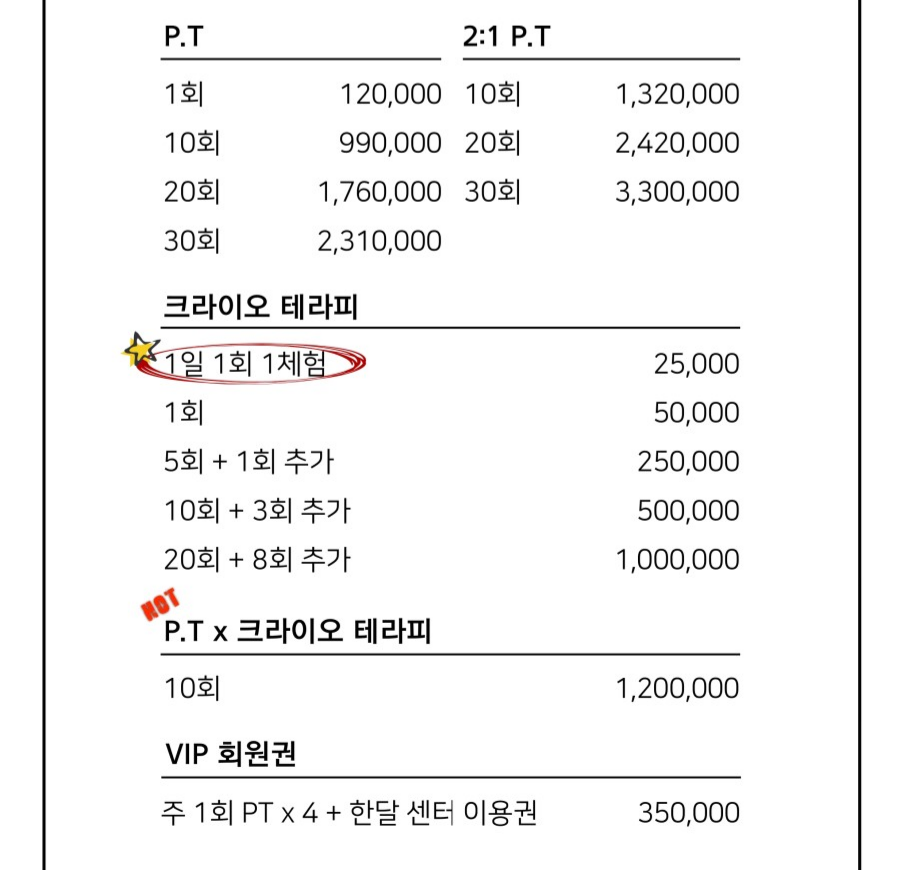 P.T
1회 120,000
10회 990,000
20회 1,760,000
30회 2,310,000
2:1 P.T
10회 1,320,000
20회 2,420,000
30회 3,300,000
크라이오 테라피
1일 1회 1체험 25,000
1회 50,000
5회 + 1회 추가 250,000
10회 + 3회 추가 500,000
20회 + 8회 추가 1,000,000
HOT
P.T x 크라이오 테라피
10회 1,200,000
VIP 회원권
주 1회 PT x 4 + 한달 센터 이용권 350,000